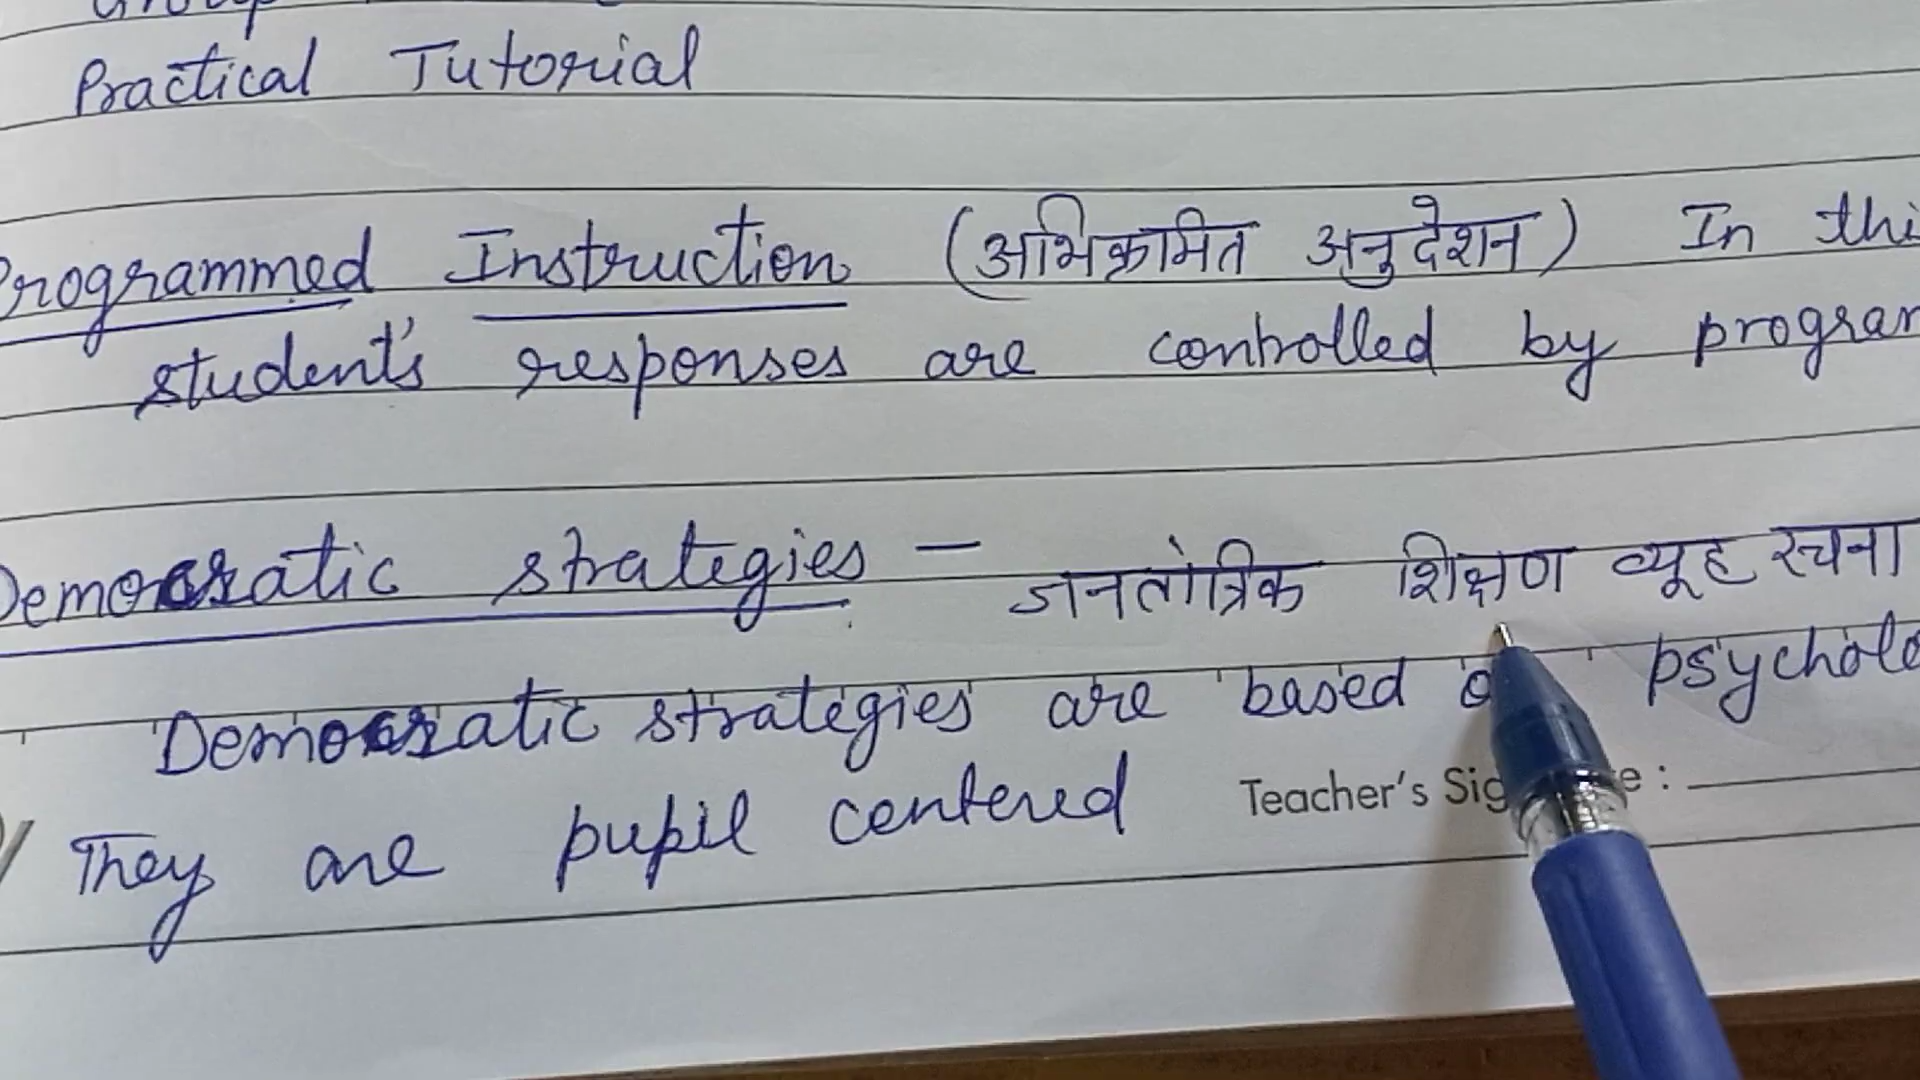 Practical Tutorial
Programmed Instruction (अभिक्रमित अनुदेशन) In thi
student's responses are controlled by program
Democratic strategies – जनतांत्रिक शिक्षण व्यूह रचना
Democratic strategies are based psycholo
They are pupil centered
Teacher's Sig e :